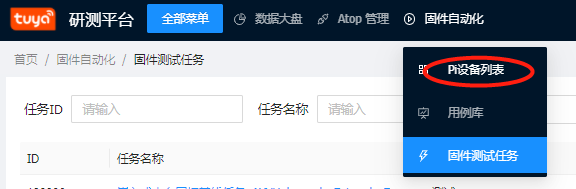 tuya 研测平台 全部菜单 数据大盘 Atop 管理 固件自动化
首页 / 固件自动化 / 固件测试任务
Pi设备列表
任务ID 请输入 任务名称 请输入
用例库
ID 任务名称
固件测试任务